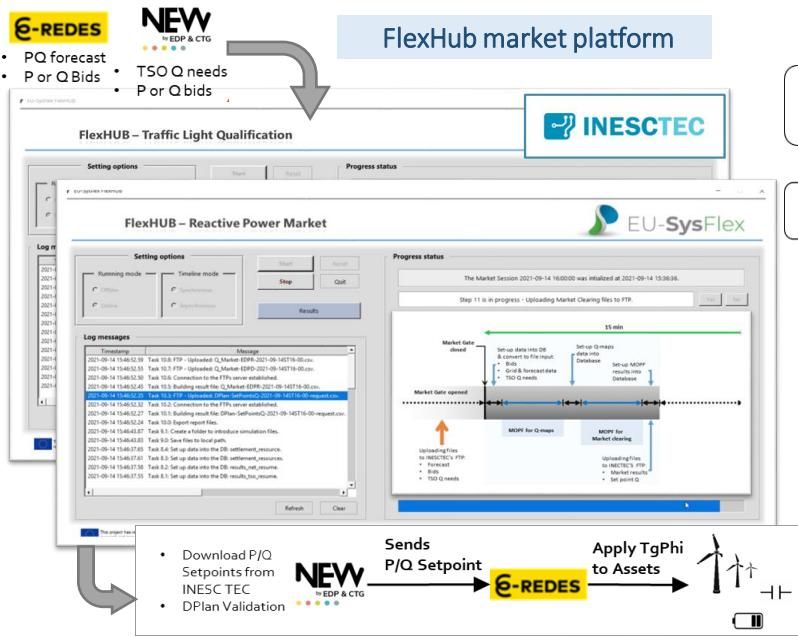 E-REDES
NEW
by EDP & CTG
FlexHub market platform
• PQ forecast
• P or Q Bids
• TSO Q needs
• P or Q bids
EU-SysFlex FlexHUB
INESCTEC
FlexHUB – Traffic Light Qualification
Setting options
Start
Reset
Progress status
EU-SysFlex FlexHUB
FlexHUB – Reactive Power Market
EU-SysFlex
Setting options
Running mode
Timeline mode
Offline
Online
Synchronous
Asynchronous
Start
Reset
Stop
Quit
Results
Log messages
Timestamp Message
2021-09-14 15:46:52.59 Task 10.8: FTP - Uploaded: Q_Market-EDPR-2021-09-14ST16-00.csv.
2021-09-14 15:46:52.55 Task 10.7: FTP - Uploaded: Q_Market-EDPD-2021-09-14ST16-00.csv.
2021-09-14 15:46:52.50 Task 10.6: Connection to the FTPs server established.
2021-09-14 15:46:52.45 Task 10.5: Building result file: Q_Market-EDPR-2021-09-14ST16-00.csv.
2021-09-14 15:46:52.35 Task 10.3: FTP - Uploaded: DPlan-SetPointsQ-2021-09-14ST16-00-request.csv.
2021-09-14 15:46:52.32 Task 10.2: Connection to the FTPs server established.
2021-09-14 15:46:52.27 Task 10.1: Building result file: DPlan-SetPointsQ-2021-09-14ST16-00-request.csv.
2021-09-14 15:46:52.24 Task 10.0: Export report files.
2021-09-14 15:46:43.87 Task 9.1: Create a folder to introduce simulation files.
2021-09-14 15:46:43.83 Task 9.0: Save files to local path.
2021-09-14 15:46:37.65 Task 8.4: Set up data into the DB: settlement_resource.
2021-09-14 15:46:37.61 Task 8.3: Set up data into the DB: settlement_resources.
2021-09-14 15:46:37.58 Task 8.2: Set up data into the DB: results_net_resume.
2021-09-14 15:46:37.55 Task 8.1: Set up data into the DB: results_tso_resume.
Refresh
Clear
Progress status
The Market Session 2021-09-14 16:00:00 was initialized at 2021-09-14 15:36:36.
Step 11 is in progress - Uploading Market Clearing files to FTP.
Yes
No
15 min
Market Gate
closed
Set-up data into DB
& convert to file input
• Bids
• Grid & forecast data
• TSO Q needs
Set-up Q-maps
data into
Database
Set-up MOPF
results into
Database
Market Gate opened
MOPF for Q-maps
MOPF for
Market clearing
Uploading files
to INECTEC'S FTP:
• Forecast
• Bids
• TSO Q needs
Uploading files
to INESCTEC'S FTP:
• Market results
• Set point Q
This project has re
• Download P/Q
Setpoints from
INESC TEC
• DPlan Validation
NEW
by EDP & CTG
Sends
P/Q Setpoint
E-REDES
Apply TgPhi
to Assets